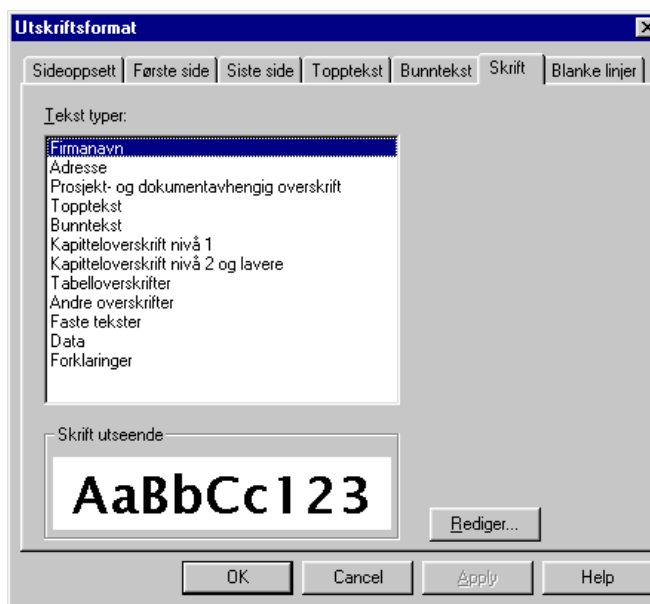 Utskriftsformat
Sideoppsett Første side Siste side Topptekst Bunntekst Skrift Blanke linjer
Tekst typer:
Firmanavn
Adresse
Prosjekt- og dokumentavhengig overskrift
Topptekst
Bunntekst
Kapitteloverskrift nivå 1
Kapitteloverskrift nivå 2 og lavere
Tabelloverskrifter
Andre overskrifter
Faste tekster
Data
Forklaringer
Skrift utseende
AaBbCc123
Rediger...
OK Cancel Apply Help